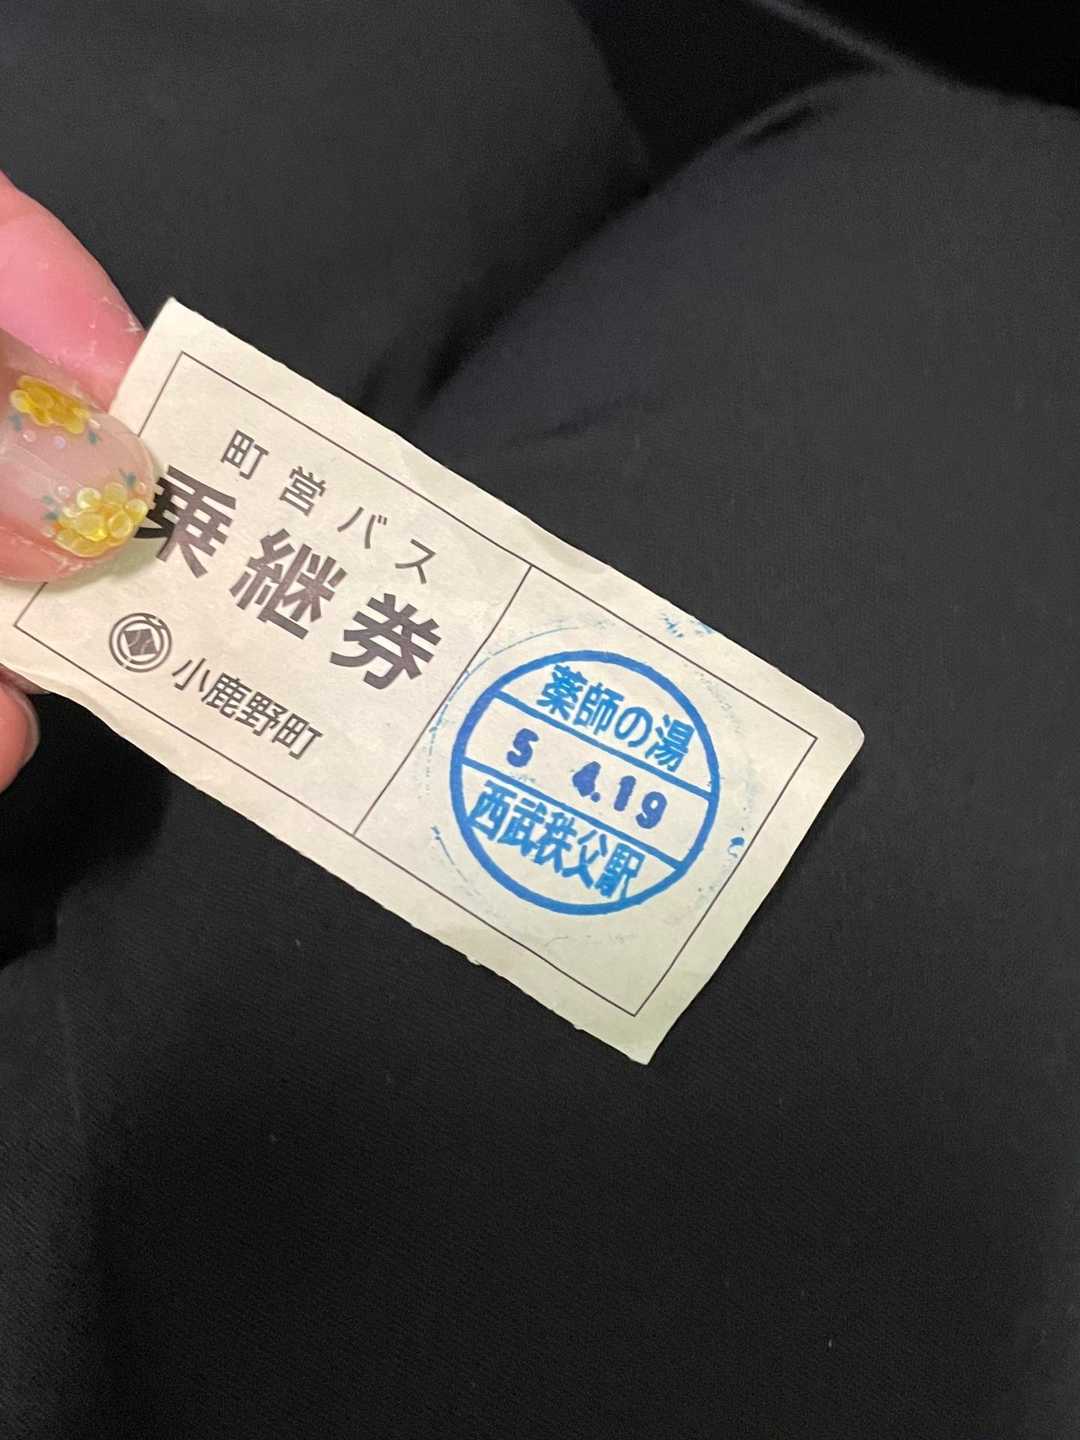 町営バス
乗継券
小鹿野町
薬師の湯
5 4.19
西武秩父駅